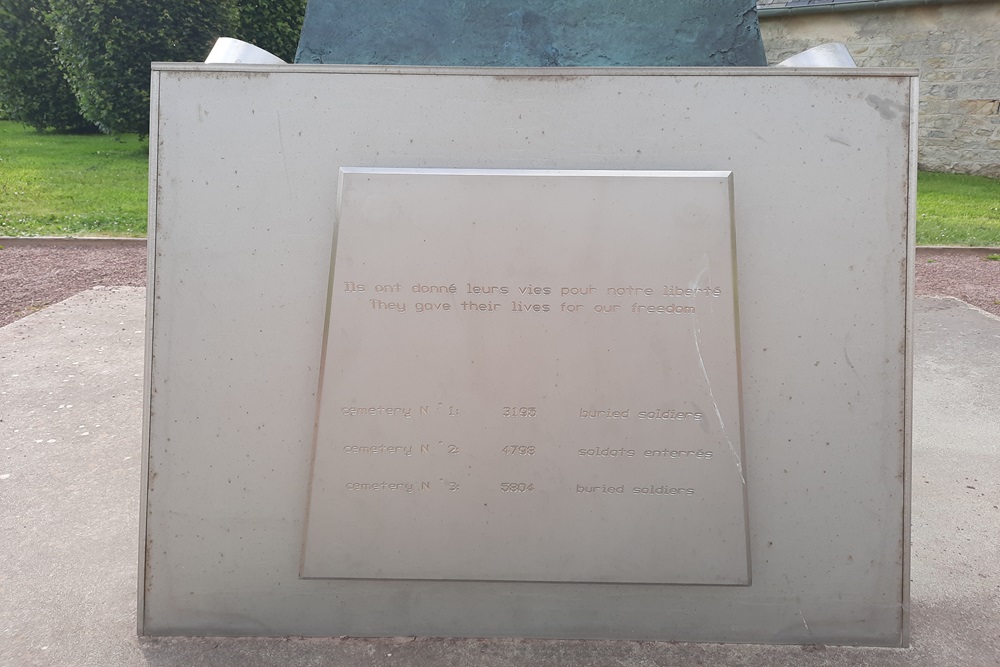 Ils ont donné leurs vies pour notre liberté
They gave their lives for our freedom
cemetery N°1: 3193 buried soldiers
cemetery N°2: 4798 soldats enterrés
cemetery N°3: 5904 buried soldiers